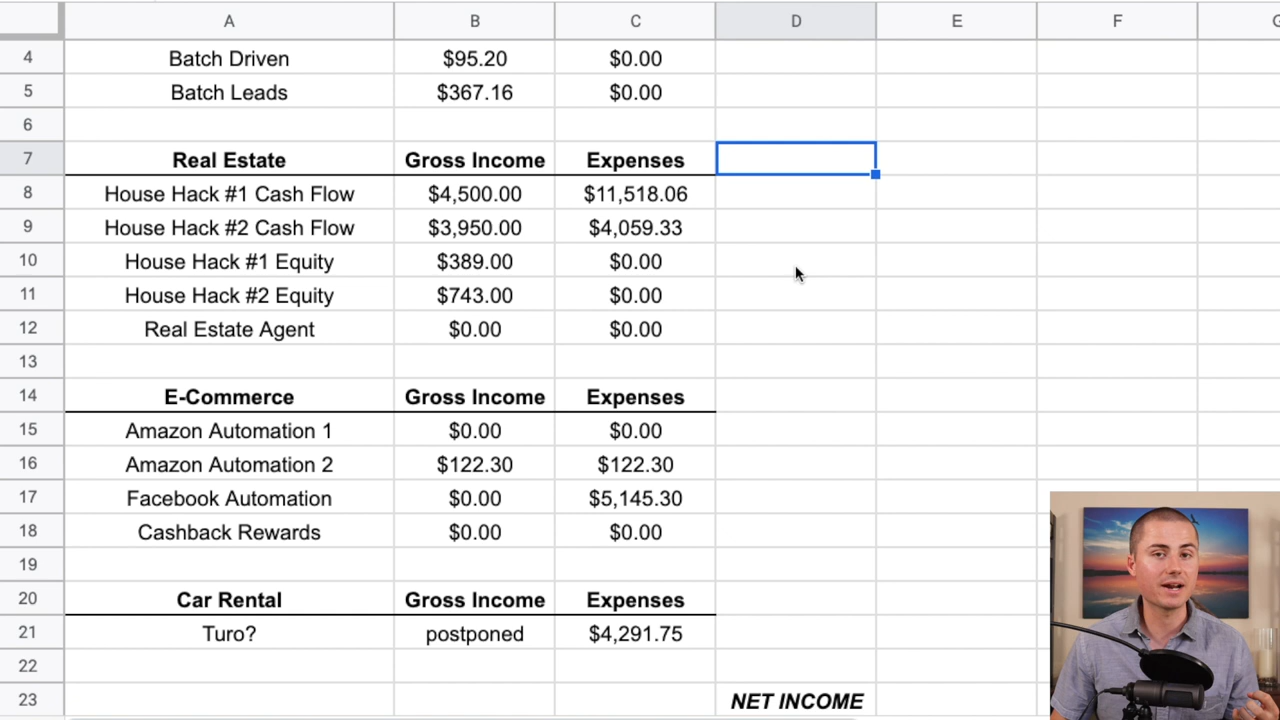 A B C D E F G
4 Batch Driven $95.20 $0.00
5 Batch Leads $367.16 $0.00
6
7 Real Estate Gross Income Expenses
8 House Hack #1 Cash Flow $4,500.00 $11,518.06
9 House Hack #2 Cash Flow $3,950.00 $4,059.33
10 House Hack #1 Equity $389.00 $0.00
11 House Hack #2 Equity $743.00 $0.00
12 Real Estate Agent $0.00 $0.00
13
14 E-Commerce Gross Income Expenses
15 Amazon Automation 1 $0.00 $0.00
16 Amazon Automation 2 $122.30 $122.30
17 Facebook Automation $0.00 $5,145.30
18 Cashback Rewards $0.00 $0.00
19
20 Car Rental Gross Income Expenses
21 Turo? postponed $4,291.75
22
23 NET INCOME